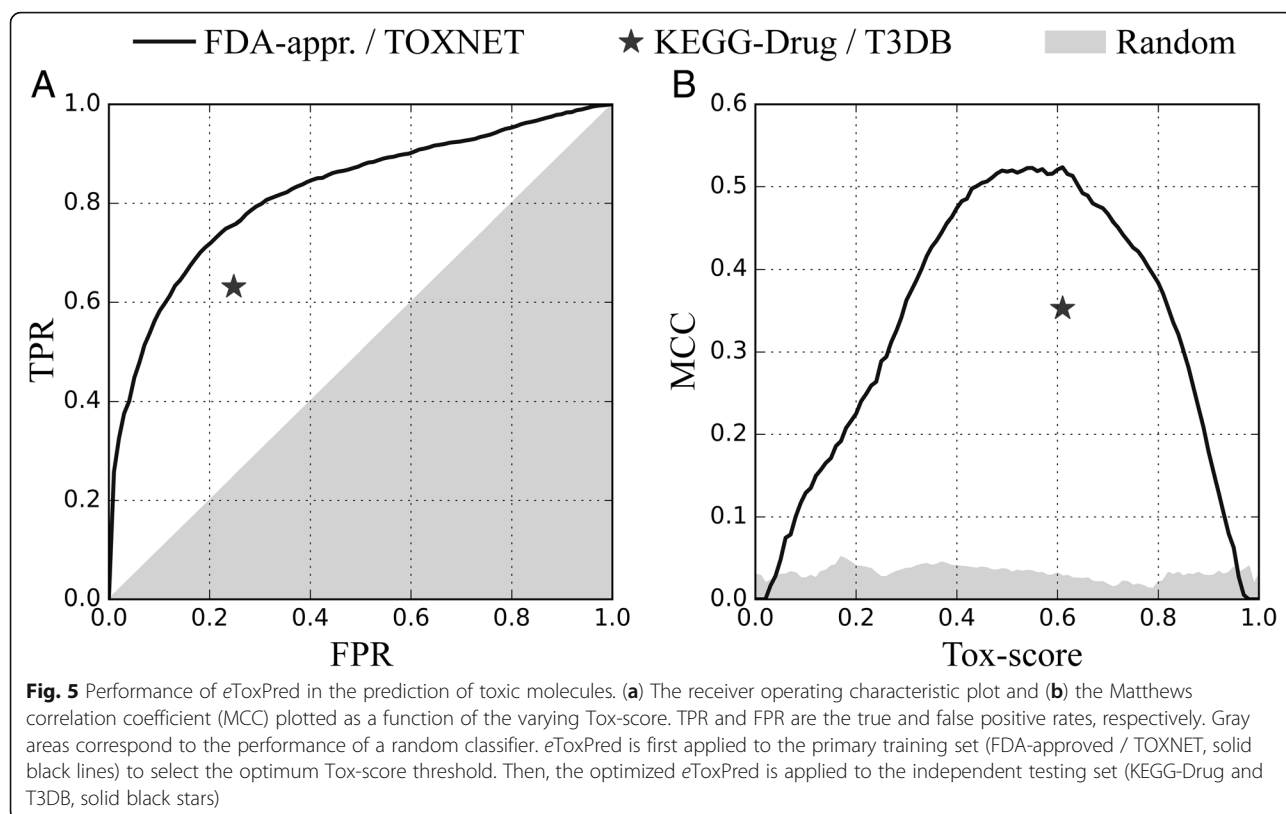 FDA-appr. / TOXNET ★ KEGG-Drug / T3DB Random
A
1.0
0.8
0.6
0.4
0.2
0.0
TPR
0.0 0.2 0.4 0.6 0.8 1.0
FPR
B
0.6
0.5
0.4
0.3
0.2
0.1
0.0
MCC
0.0 0.2 0.4 0.6 0.8 1.0
Tox-score
Fig. 5 Performance of eToxPred in the prediction of toxic molecules. (a) The receiver operating characteristic plot and (b) the Matthews
correlation coefficient (MCC) plotted as a function of the varying Tox-score. TPR and FPR are the true and false positive rates, respectively. Gray
areas correspond to the performance of a random classifier. eToxPred is first applied to the primary training set (FDA-approved / TOXNET, solid
black lines) to select the optimum Tox-score threshold. Then, the optimized eToxPred is applied to the independent testing set (KEGG-Drug and
T3DB, solid black stars)